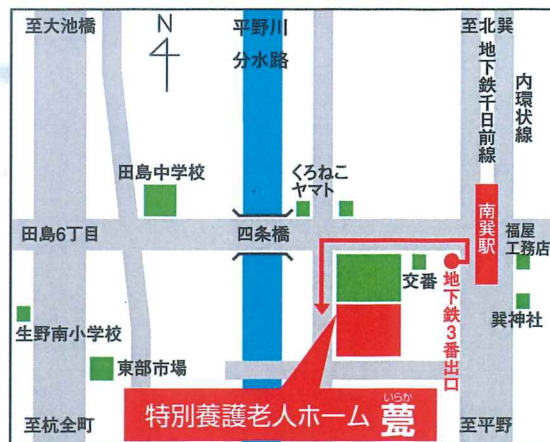 至大池橋
N
平野川
分水路
至北巽
地下鉄千日前線
内環状線
田島中学校
くろねこ
ヤマト
南巽駅
田島6丁目
四条橋
福屋
工務店
交番
地下鉄3番出口
巽神社
生野南小学校
東部市場
いらか
特別養護老人ホーム 甍
至杭全町
至平野